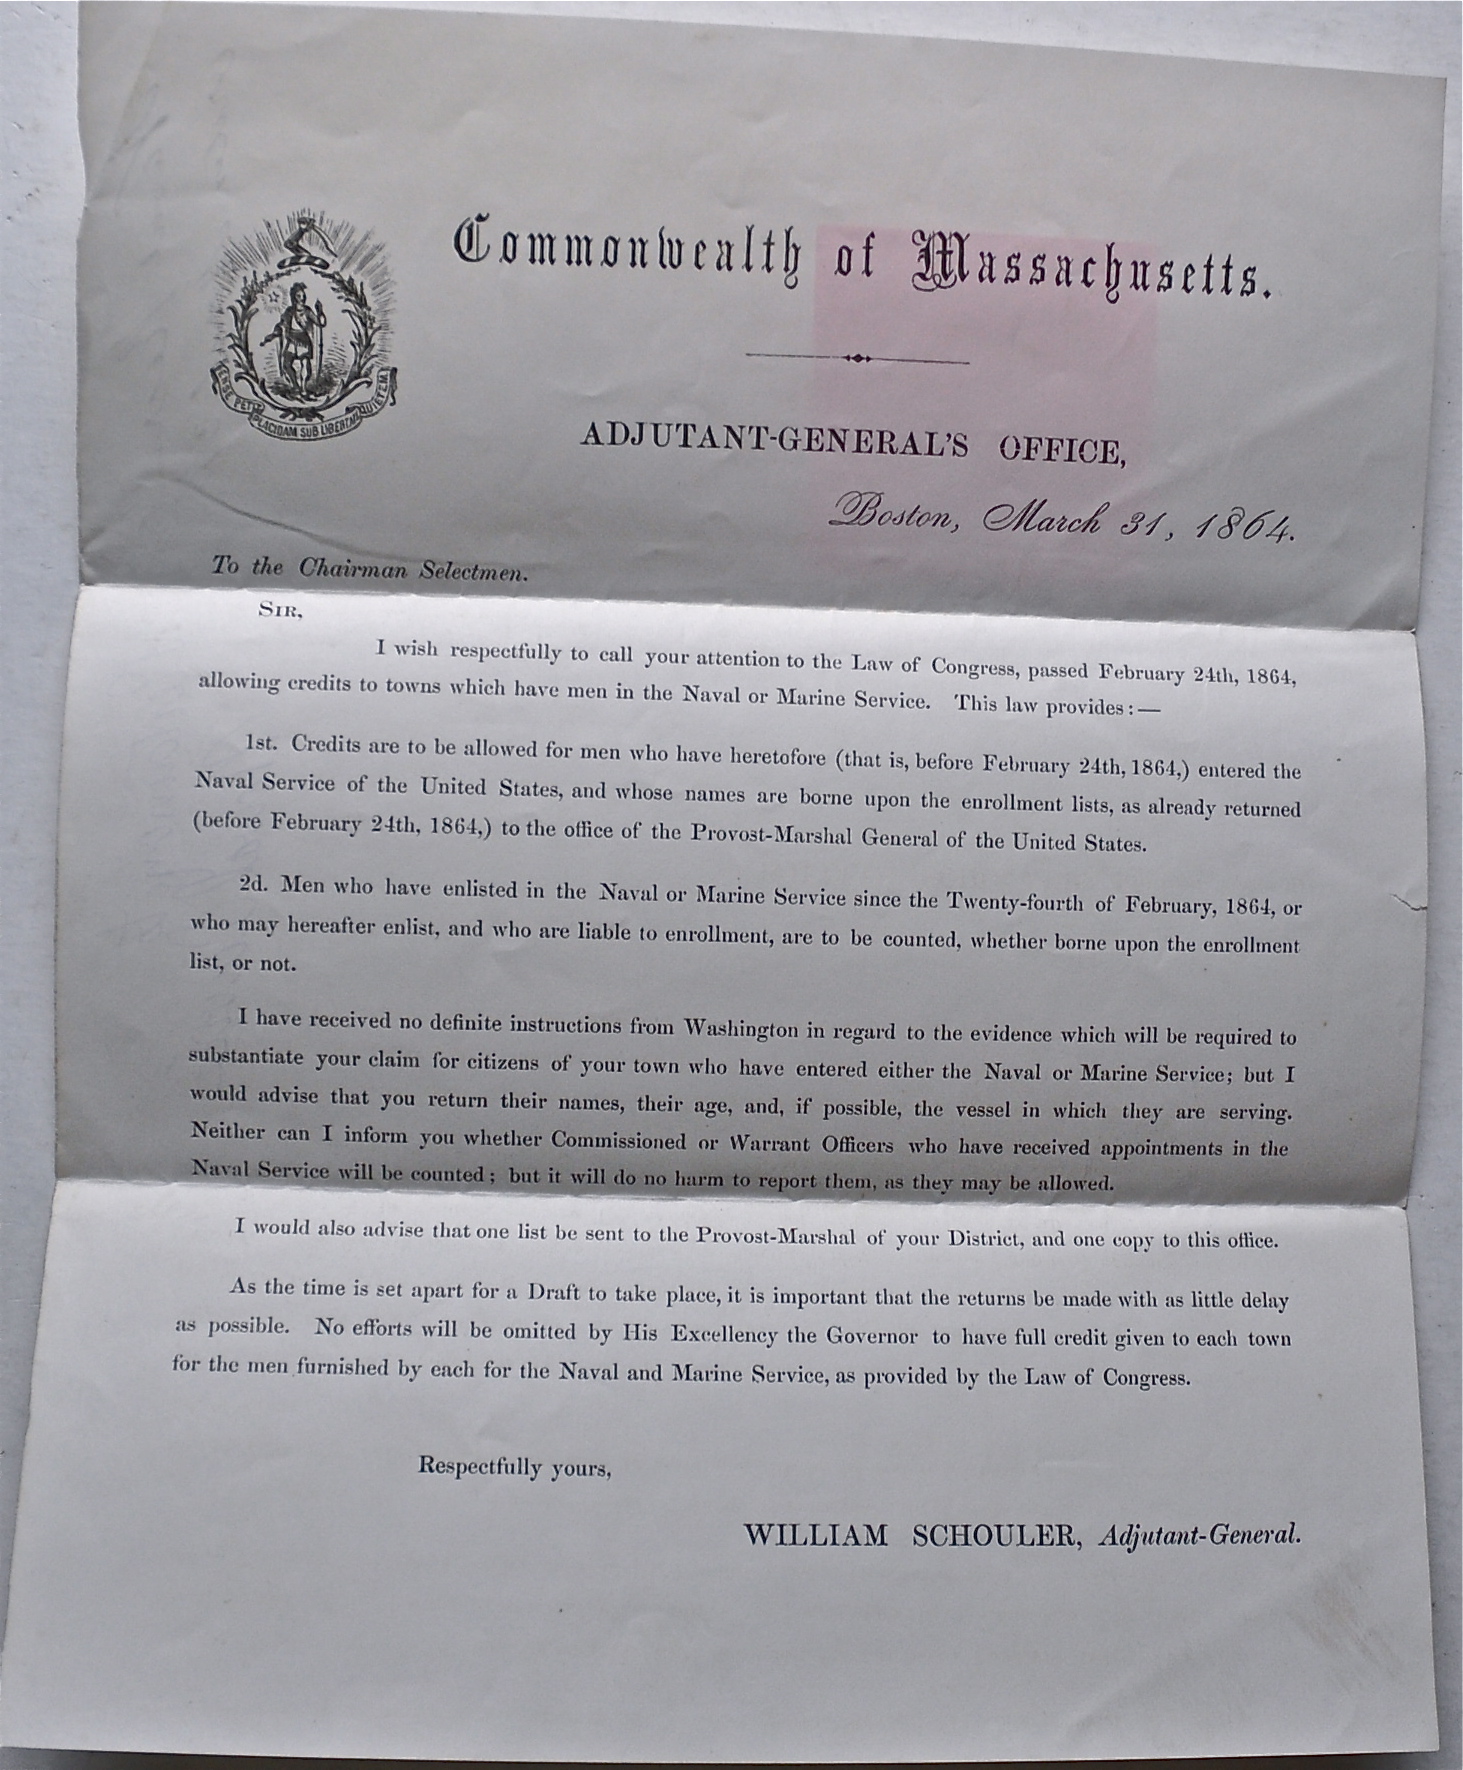 Commonwealth of Massachusetts.
ENSE PETIT PLACIDAM SUB LIBERTATE QUIETEM
ADJUTANT-GENERAL'S OFFICE,
Boston, March 31, 1864.
To the Chairman Selectmen.
SIR,
I wish respectfully to call your attention to the Law of Congress, passed February 24th, 1864,
allowing credits to towns which have men in the Naval or Marine Service. This law provides:—
1st. Credits are to be allowed for men who have heretofore (that is, before February 24th, 1864,) entered the
Naval Service of the United States, and whose names are borne upon the enrollment lists, as already returned
(before February 24th, 1864,) to the office of the Provost-Marshal General of the United States.
2d. Men who have enlisted in the Naval or Marine Service since the Twenty-fourth of February, 1864, or
who may hereafter enlist, and who are liable to enrollment, are to be counted, whether borne upon the enrollment
list, or not.
I have received no definite instructions from Washington in regard to the evidence which will be required to
substantiate your claim for citizens of your town who have entered either the Naval or Marine Service; but I
would advise that you return their names, their age, and, if possible, the vessel in which they are serving.
Neither can I inform you whether Commissioned or Warrant Officers who have received appointments in the
Naval Service will be counted; but it will do no harm to report them, as they may be allowed.
I would also advise that one list be sent to the Provost-Marshal of your District, and one copy to this office.
As the time is set apart for a Draft to take place, it is important that the returns be made with as little delay
as possible. No efforts will be omitted by His Excellency the Governor to have full credit given to each town
for the men furnished by each for the Naval and Marine Service, as provided by the Law of Congress.
Respectfully yours,
WILLIAM SCHOULER, Adjutant-General.